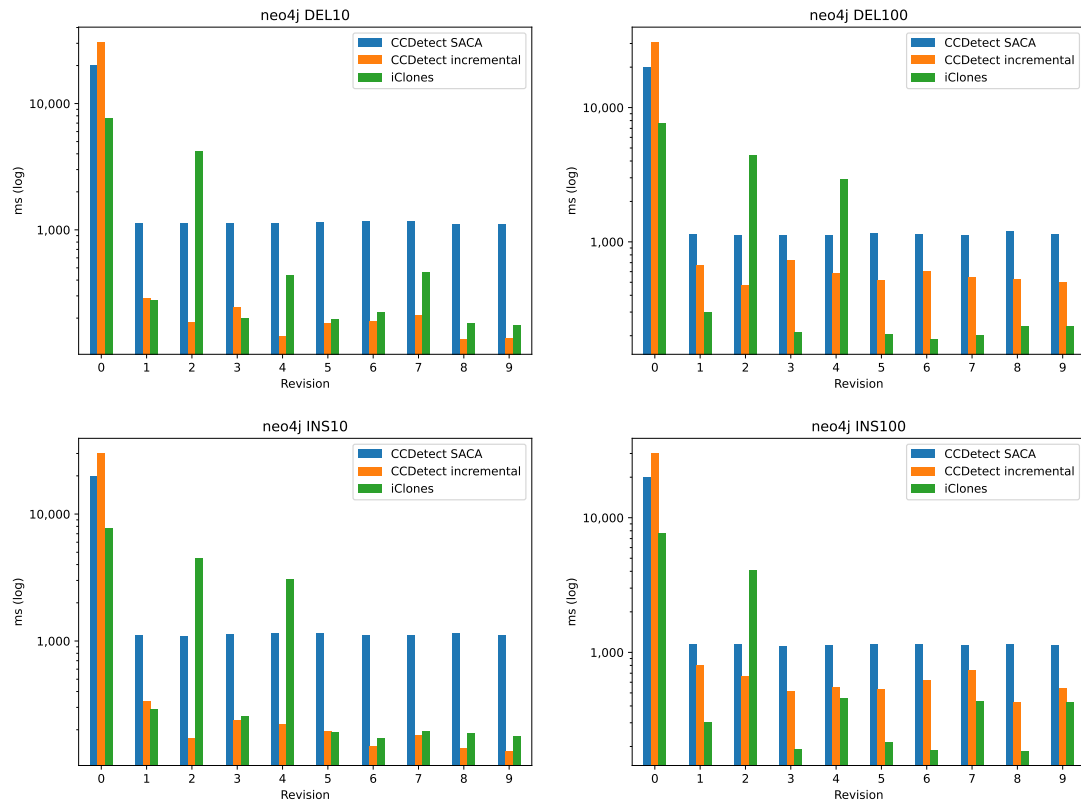 neo4j DEL10
CCDetect SACA
CCDetect incremental
iClones
10,000
1,000
ms (log)
0 1 2 3 4 5 6 7 8 9
Revision
neo4j DEL100
CCDetect SACA
CCDetect incremental
iClones
10,000
1,000
ms (log)
0 1 2 3 4 5 6 7 8 9
Revision
neo4j INS10
CCDetect SACA
CCDetect incremental
iClones
10,000
1,000
ms (log)
0 1 2 3 4 5 6 7 8 9
Revision
neo4j INS100
CCDetect SACA
CCDetect incremental
iClones
10,000
1,000
ms (log)
0 1 2 3 4 5 6 7 8 9
Revision